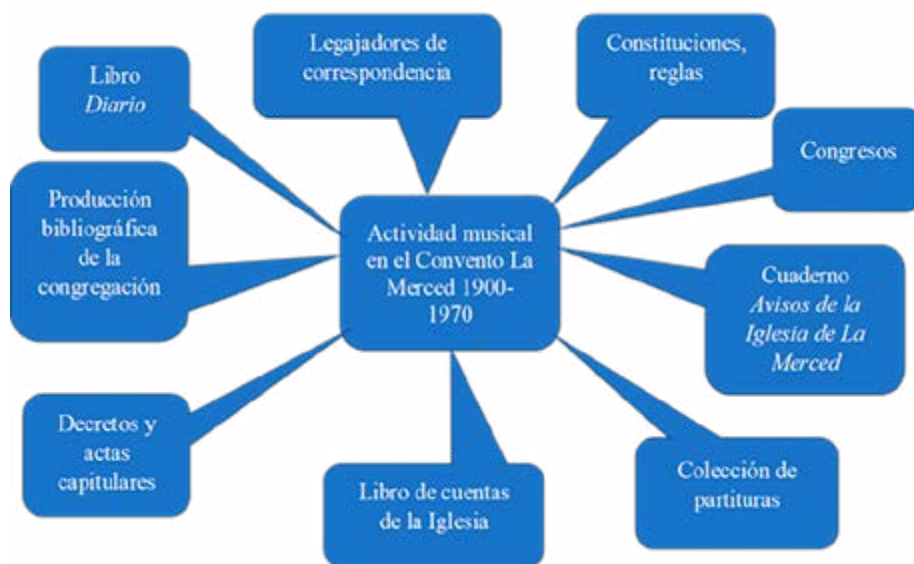 Legajadores de
correspondencia
Constituciones,
reglas
Libro
Diario
Congresos
Producción
bibliográfica
de la
congregación
Actividad musical
en el Convento La
Merced 1900-
1970
Cuaderno
Avisos de la
Iglesia de La
Merced
Decretos y
actas
capitulares
Libro de cuentas
de la Iglesia
Colección de
partituras